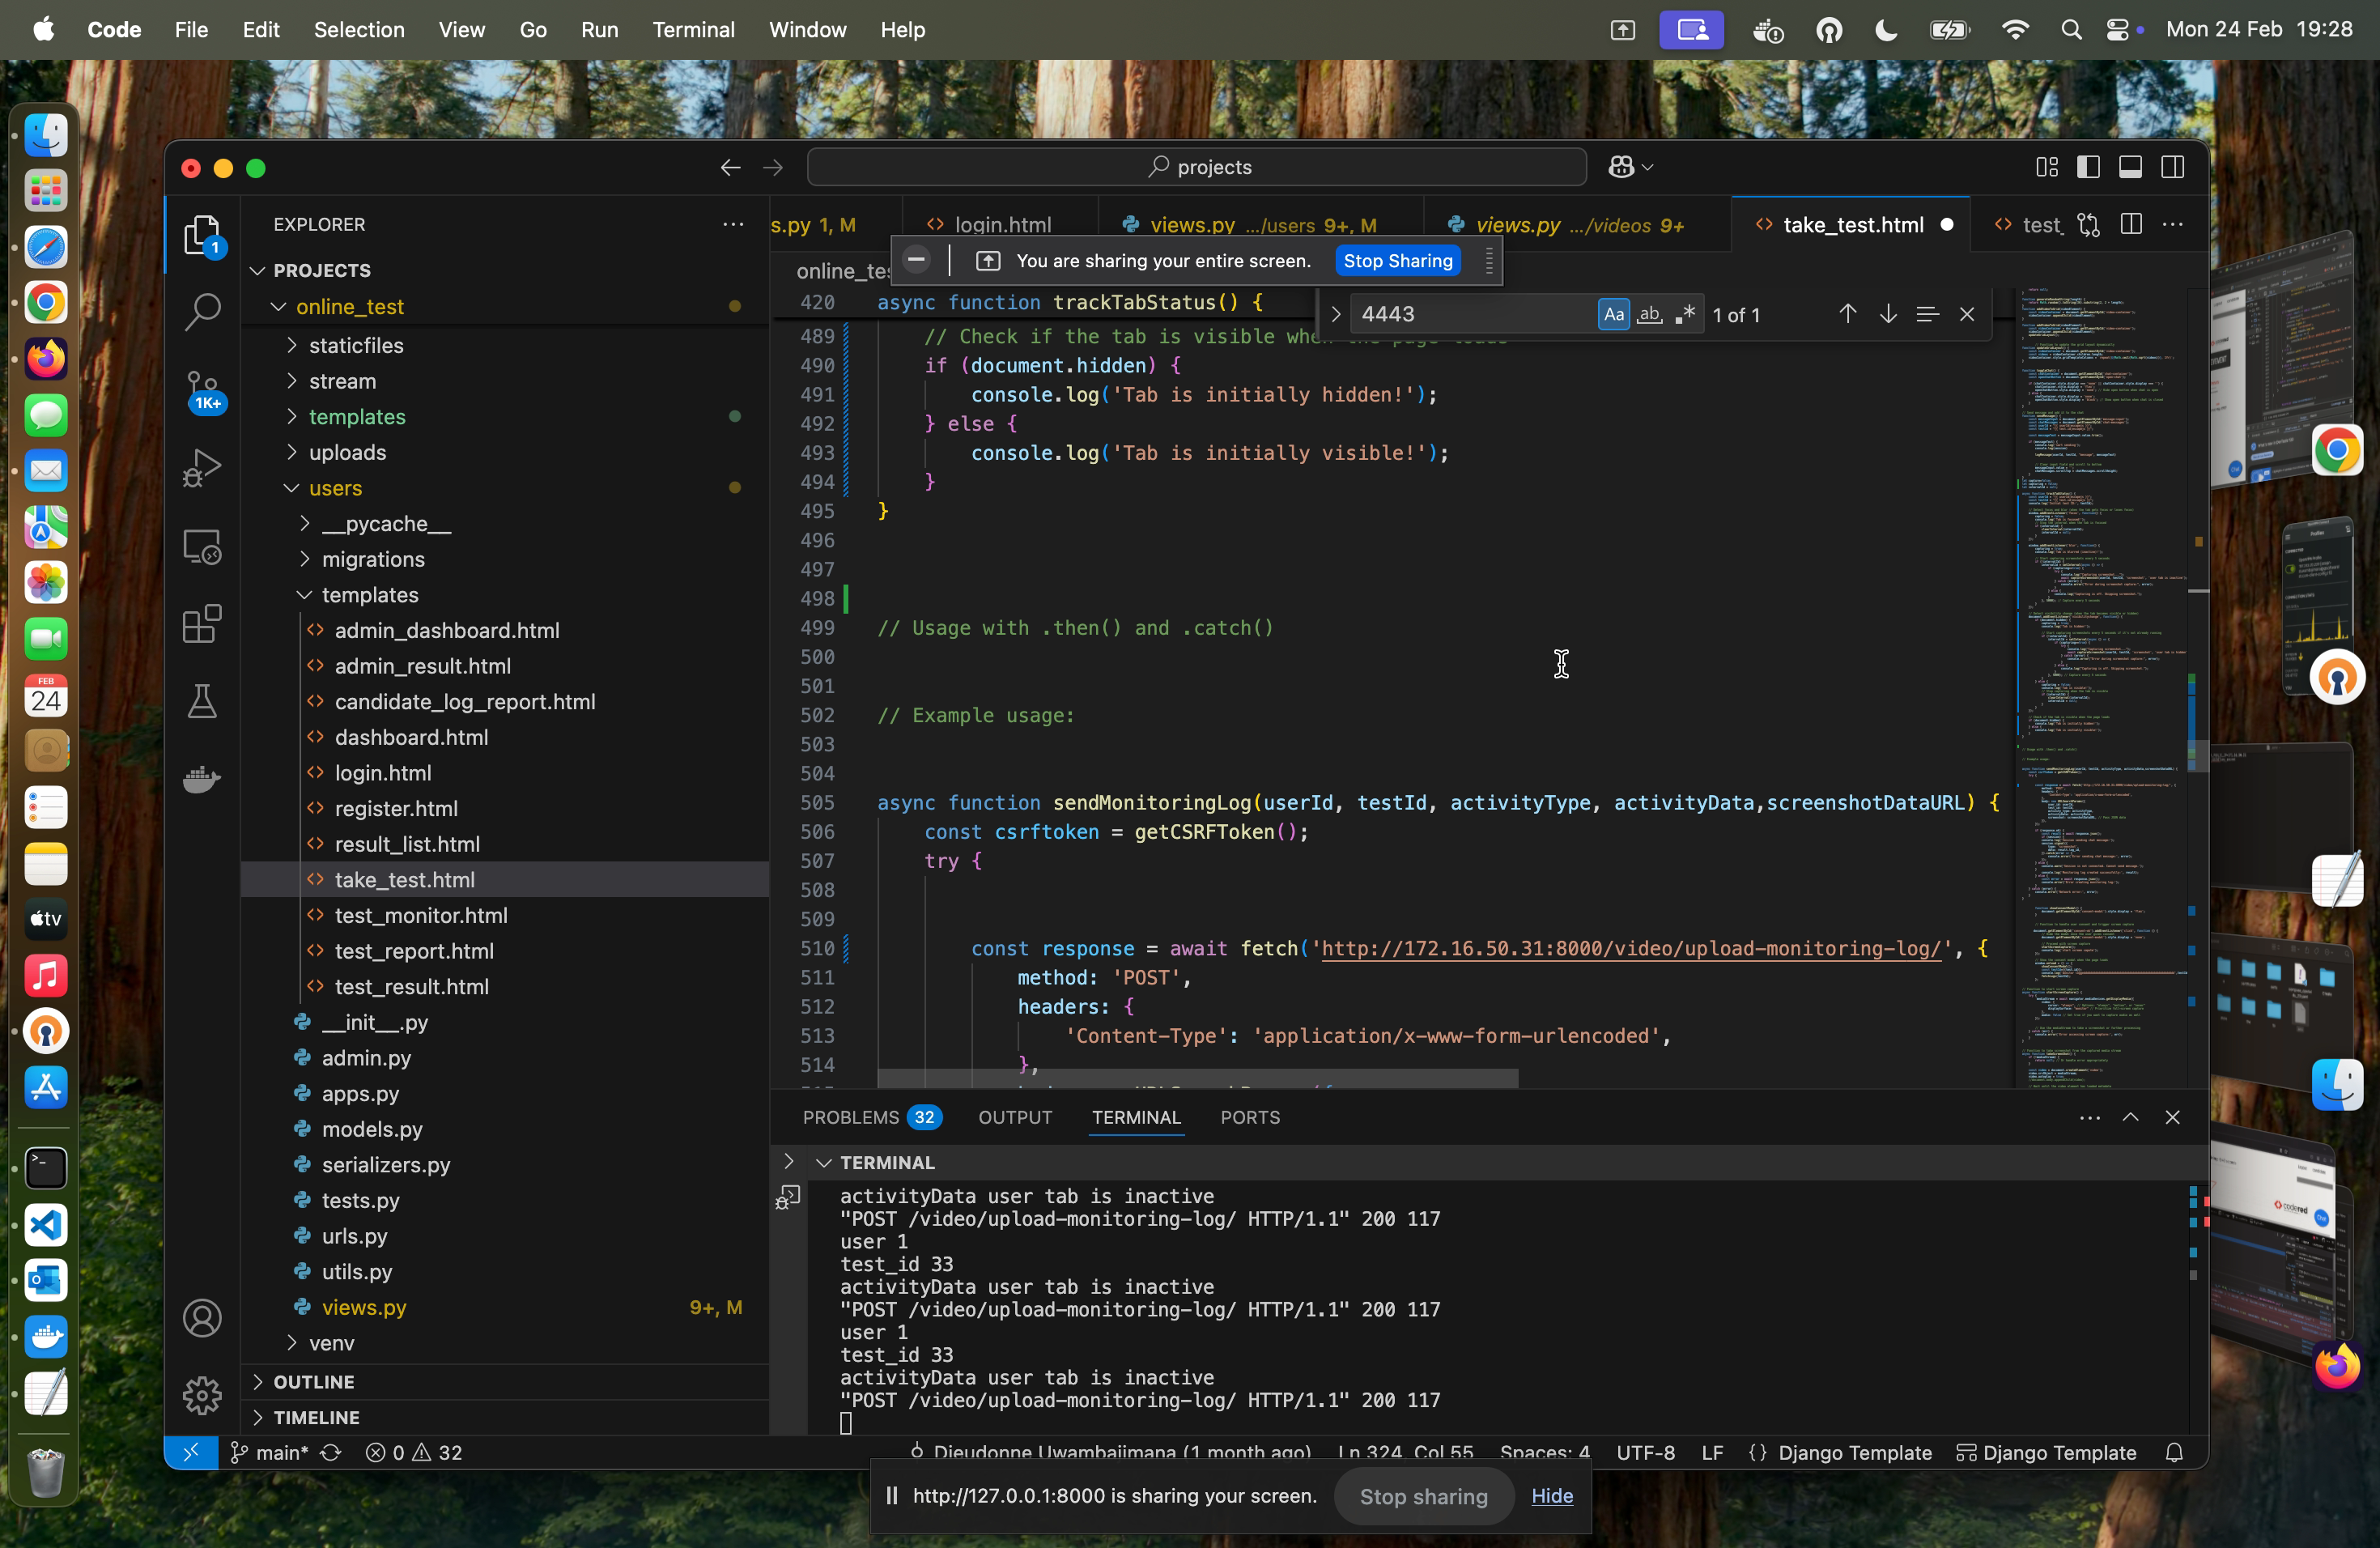 Code File Edit Selection View Go Run Terminal Window Help Mon 24 Feb 19:28
projects
EXPLORER
PROJECTS
online_test
staticfiles
stream
templates
uploads
users
__pycache__
migrations
templates
admin_dashboard.html
admin_result.html
candidate_log_report.html
dashboard.html
login.html
register.html
result_list.html
take_test.html
test_monitor.html
test_report.html
test_result.html
__init__.py
admin.py
apps.py
models.py
serializers.py
tests.py
urls.py
utils.py
views.py 9+, M
venv
OUTLINE
TIMELINE
1
1K+
FEB
24
tv
s.py 1, M login.html views.py .../users 9+, M views.py .../videos 9+ take_test.html test_
You are sharing your entire screen. Stop Sharing
online_te
4443 Aa ab 1 of 1
420 async function trackTabStatus() {
489 // Check if the tab is visible when the page loads
490 if (document.hidden) {
491 console.log('Tab is initially hidden!');
492 } else {
493 console.log('Tab is initially visible!');
494 }
495 }
496
497
498
499 // Usage with .then() and .catch()
500
501
502 // Example usage:
503
504
505 async function sendMonitoringLog(userId, testId, activityType, activityData,screenshotDataURL) {
506 const csrftoken = getCSRFToken();
507 try {
508
509
510 const response = await fetch('http://172.16.50.31:8000/video/upload-monitoring-log/', {
511 method: 'POST',
512 headers: {
513 'Content-Type': 'application/x-www-form-urlencoded',
514 },
PROBLEMS 32 OUTPUT TERMINAL PORTS
TERMINAL
activityData user tab is inactive
"POST /video/upload-monitoring-log/ HTTP/1.1" 200 117
user 1
test_id 33
activityData user tab is inactive
"POST /video/upload-monitoring-log/ HTTP/1.1" 200 117
user 1
test_id 33
activityData user tab is inactive
"POST /video/upload-monitoring-log/ HTTP/1.1" 200 117
main* 0 32 Dieudonne Uwambajimana (1 month ago) Ln 324, Col 55 Spaces: 4 UTF-8 LF {} Django Template Django Template
http://127.0.0.1:8000 is sharing your screen. Stop sharing Hide